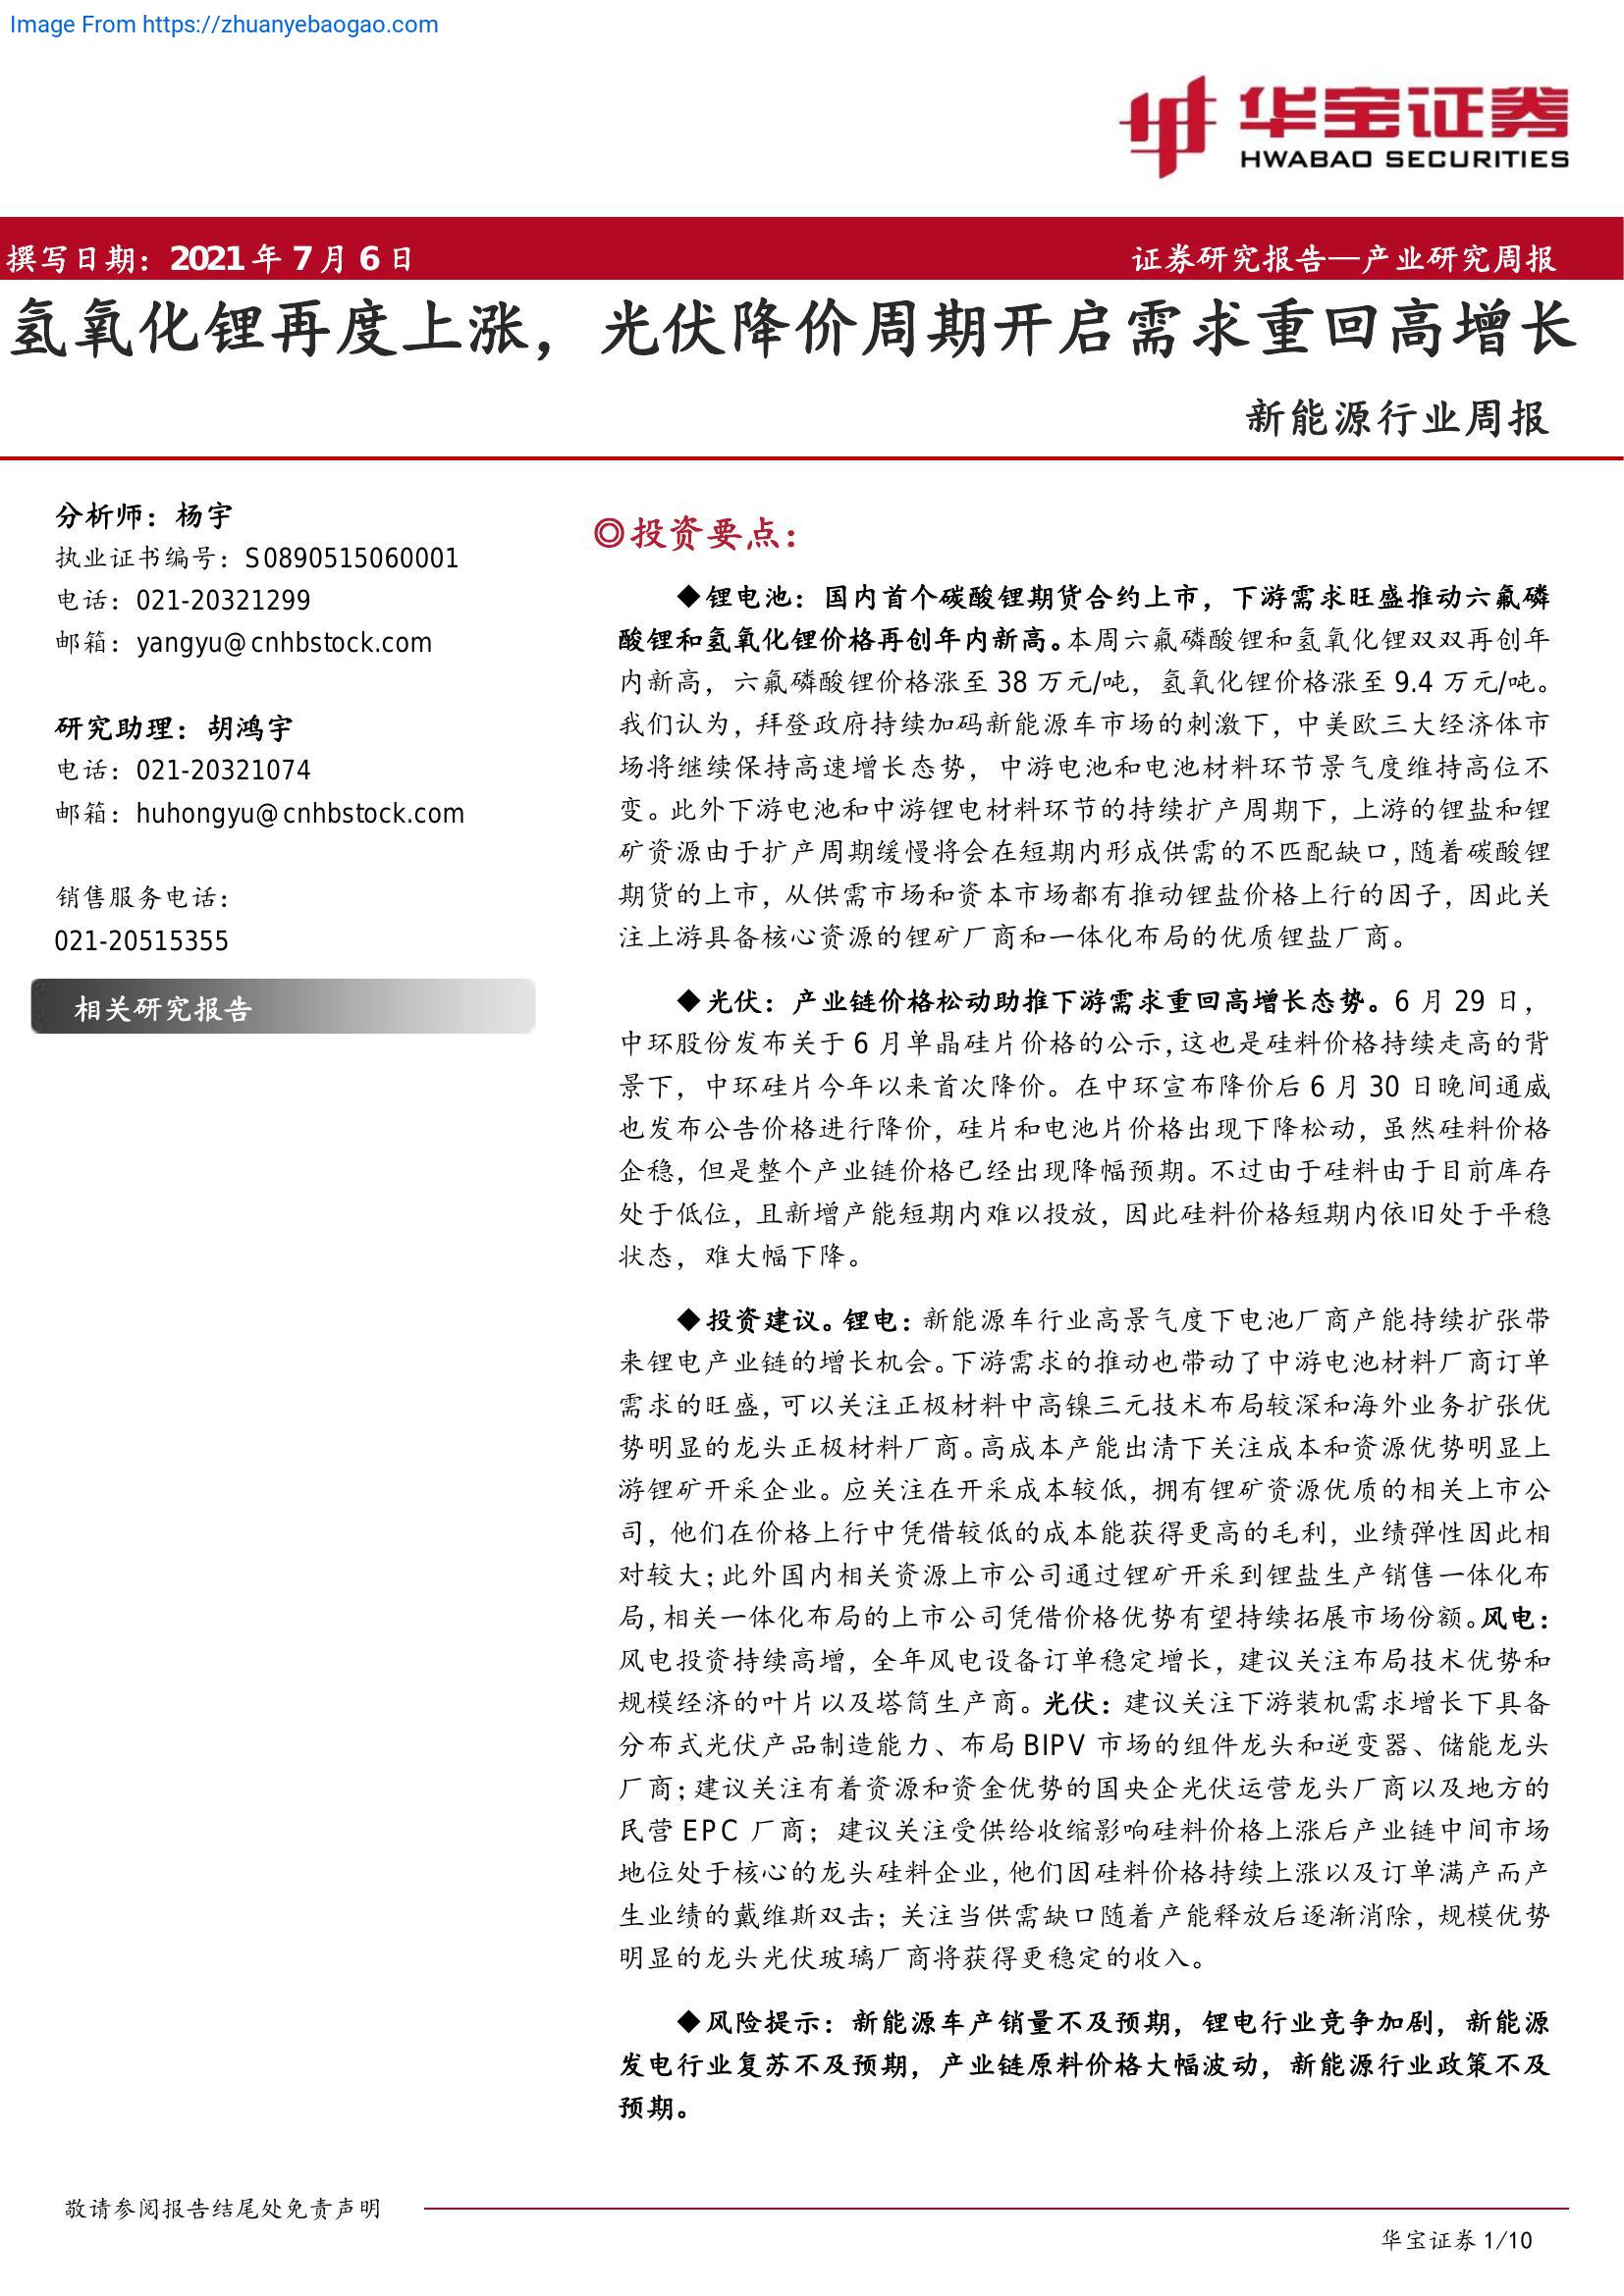 Image From https://zhuanyebaogao.com
华宝证券
HWABAO SECURITIES
撰写日期：2021 年 7 月 6 日
证券研究报告—产业研究周报
氢氧化锂再度上涨，光伏降价周期开启需求重回高增长
新能源行业周报
分析师：杨宇
执业证书编号：S0890515060001
电话：021-20321299
邮箱：yangyu@cnhbstock.com
研究助理：胡鸿宇
电话：021-20321074
邮箱：huhongyu@cnhbstock.com
销售服务电话：
021-20515355
相关研究报告
◎投资要点：
◆锂电池：国内首个碳酸锂期货合约上市，下游需求旺盛推动六氟磷
酸锂和氢氧化锂价格再创年内新高。本周六氟磷酸锂和氢氧化锂双双再创年
内新高，六氟磷酸锂价格涨至 38 万元/吨，氢氧化锂价格涨至 9.4 万元/吨。
我们认为，拜登政府持续加码新能源车市场的刺激下，中美欧三大经济体市
场将继续保持高速增长态势，中游电池和电池材料环节景气度维持高位不
变。此外下游电池和中游锂电材料环节的持续扩产周期下，上游的锂盐和锂
矿资源由于扩产周期缓慢将会在短期内形成供需的不匹配缺口，随着碳酸锂
期货的上市，从供需市场和资本市场都有推动锂盐价格上行的因子，因此关
注上游具备核心资源的锂矿厂商和一体化布局的优质锂盐厂商。
◆光伏：产业链价格松动助推下游需求重回高增长态势。6 月 29 日，
中环股份发布关于 6 月单晶硅片价格的公示，这也是硅料价格持续走高的背
景下，中环硅片今年以来首次降价。在中环宣布降价后 6 月 30 日晚间通威
也发布公告价格进行降价，硅片和电池片价格出现下降松动，虽然硅料价格
企稳，但是整个产业链价格已经出现降幅预期。不过由于硅料由于目前库存
处于低位，且新增产能短期内难以投放，因此硅料价格短期内依旧处于平稳
状态，难大幅下降。
◆投资建议。锂电：新能源车行业高景气度下电池厂商产能持续扩张带
来锂电产业链的增长机会。下游需求的推动也带动了中游电池材料厂商订单
需求的旺盛，可以关注正极材料中高镍三元技术布局较深和海外业务扩张优
势明显的龙头正极材料厂商。高成本产能出清下关注成本和资源优势明显上
游锂矿开采企业。应关注在开采成本较低，拥有锂矿资源优质的相关上市公
司，他们在价格上行中凭借较低的成本能获得更高的毛利，业绩弹性因此相
对较大；此外国内相关资源上市公司通过锂矿开采到锂盐生产销售一体化布
局，相关一体化布局的上市公司凭借价格优势有望持续拓展市场份额。风电：
风电投资持续高增，全年风电设备订单稳定增长，建议关注布局技术优势和
规模经济的叶片以及塔筒生产商。光伏：建议关注下游装机需求增长下具备
分布式光伏产品制造能力、布局 BIPV 市场的组件龙头和逆变器、储能龙头
厂商；建议关注有着资源和资金优势的国央企光伏运营龙头厂商以及地方的
民营 EPC 厂商；建议关注受供给收缩影响硅料价格上涨后产业链中间市场
地位处于核心的龙头硅料企业，他们因硅料价格持续上涨以及订单满产而产
生业绩的戴维斯双击；关注当供需缺口随着产能释放后逐渐消除，规模优势
明显的龙头光伏玻璃厂商将获得更稳定的收入。
◆风险提示：新能源车产销量不及预期，锂电行业竞争加剧，新能源
发电行业复苏不及预期，产业链原料价格大幅波动，新能源行业政策不及
预期。
敬请参阅报告结尾处免责声明
华宝证券 1/10